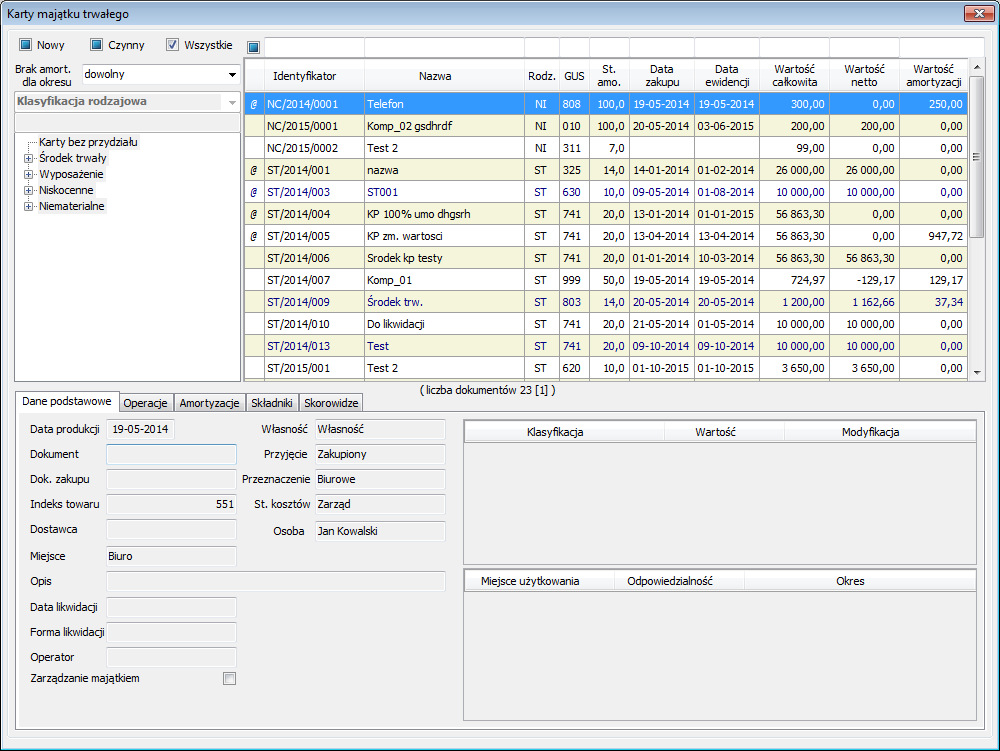 Karty majątku trwałego
Nowy Czynny Wszystkie
Brak amort. dla okresu dowolny
Klasyfikacja rodzajowa
Karty bez przydziału
Środek trwały
Wyposażenie
Niskocenne
Niematerialne
Identyfikator Nazwa Rodz. GUS St. amo. Data zakupu Data ewidencji Wartość całkowita Wartość netto Wartość amortyzacji
@ NC/2014/0001 Telefon NI 808 100,0 19-05-2014 19-05-2014 300,00 0,00 250,00
NC/2015/0001 Komp_02 gsdhrdf NI 010 100,0 20-05-2014 03-06-2015 200,00 200,00 0,00
NC/2015/0002 Test 2 NI 311 7,0 99,00 0,00 0,00
@ ST/2014/001 nazwa ST 325 14,0 14-01-2014 01-02-2014 26 000,00 26 000,00 0,00
@ ST/2014/003 ST001 ST 630 10,0 09-05-2014 01-08-2014 10 000,00 10 000,00 0,00
@ ST/2014/004 KP 100% umo dhgsrh ST 741 20,0 13-01-2014 01-01-2015 56 863,30 0,00 0,00
@ ST/2014/005 KP zm. wartosci ST 741 20,0 13-04-2014 13-04-2014 56 863,30 0,00 947,72
ST/2014/006 Srodek kp testy ST 741 20,0 01-01-2014 10-03-2014 56 863,30 56 863,30 0,00
ST/2014/007 Komp_01 ST 999 50,0 19-05-2014 19-05-2014 724,97 -129,17 129,17
ST/2014/009 Środek trw. ST 803 14,0 20-05-2014 20-05-2014 1 200,00 1 162,66 37,34
ST/2014/010 Do likwidacji ST 741 20,0 21-05-2014 01-05-2014 10 000,00 10 000,00 0,00
ST/2014/013 Test ST 741 20,0 09-10-2014 09-10-2014 10 000,00 10 000,00 0,00
ST/2015/001 Test 2 ST 620 10,0 01-10-2015 01-10-2015 3 650,00 3 650,00 0,00
( liczba dokumentów 23 [1] )
Dane podstawowe Operacje Amortyzacje Składniki Skorowidze
Data produkcji 19-05-2014 Własność Własność
Dokument Przyjęcie Zakupiony
Dok. zakupu Przeznaczenie Biurowe
Indeks towaru 551 St. kosztów Zarząd
Dostawca Osoba Jan Kowalski
Miejsce Biuro
Opis
Data likwidacji
Forma likwidacji
Operator
Zarządzanie majątkiem
Klasyfikacja Wartość Modyfikacja
Miejsce użytkowania Odpowiedzialność Okres